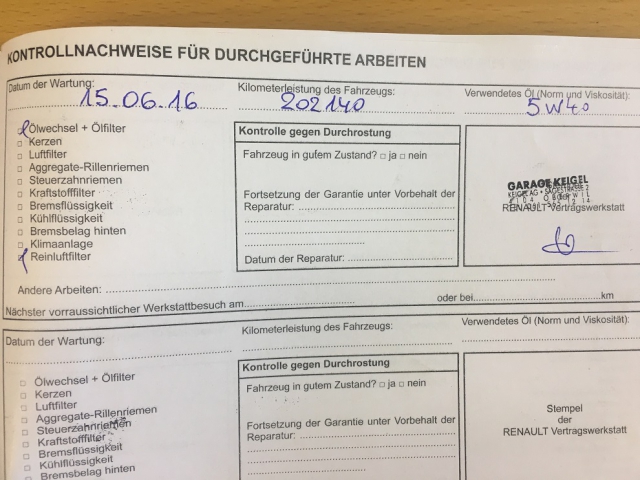 KONTROLLNACHWEISE FÜR DURCHGEFÜHRTE ARBEITEN
Datum der Wartung: 15.06.16
Kilometerleistung des Fahrzeugs: 202140
Verwendetes Öl (Norm und Viskosität): 5W40
Ölwechsel + Ölfilter
Kerzen
Luftfilter
Aggregate-Rillenriemen
Steuerzahnriemen
Kraftstofffilter
Bremsflüssigkeit
Kühlflüssigkeit
Bremsbelag hinten
Klimaanlage
Reinluftfilter
Kontrolle gegen Durchrostung
Fahrzeug in gutem Zustand? □ ja □ nein
Fortsetzung der Garantie unter Vorbehalt der
Reparatur:
Datum der Reparatur:
GARAGE KEIGEL
KEIGEL AG
RENAULT Vertragswerkstatt
Andere Arbeiten:
Nächster vorraussichtlicher Werkstattbesuch am oder bei km
Datum der Wartung:
Kilometerleistung des Fahrzeugs:
Verwendetes Öl (Norm und Viskosität):
Ölwechsel + Ölfilter
Kerzen
Luftfilter
Aggregate-Rillenriemen
Steuerzahnriemen
Kraftstofffilter
Bremsflüssigkeit
Kühlflüssigkeit
Bremsbelag hinten
Kontrolle gegen Durchrostung
Fahrzeug in gutem Zustand? □ ja □ nein
Fortsetzung der Garantie unter Vorbehalt der
Reparatur:
Stempel
der
RENAULT Vertragswerkstatt